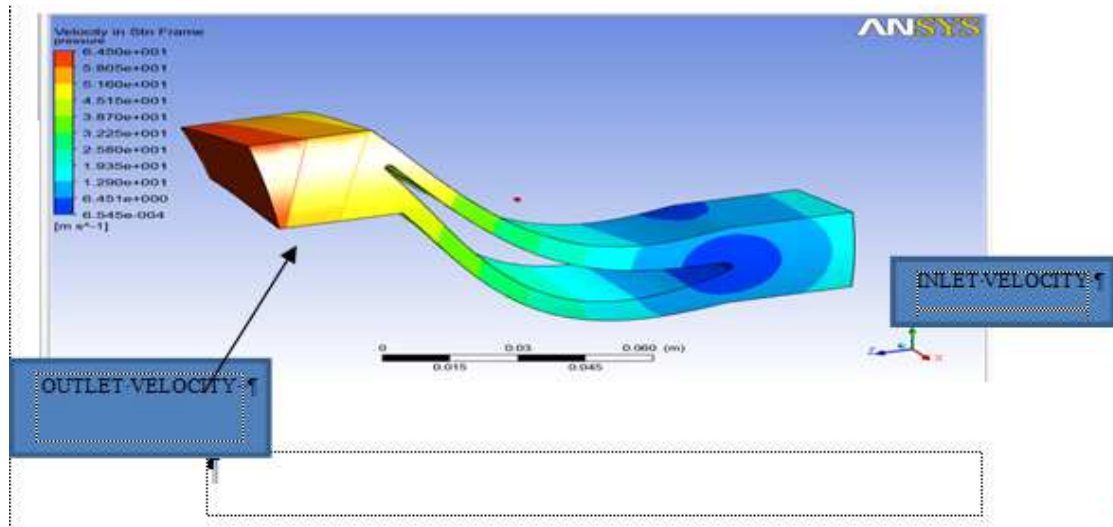 Velocity in Stn Frame
pressure
6.450e+001
5.805e+001
5.160e+001
4.515e+001
3.870e+001
3.225e+001
2.580e+001
1.935e+001
1.290e+001
6.451e+000
6.545e-004
[m s^-1]
ANSYS
INLET·VELOCITY ¶
0 0.03 0.060 (m)
0.015 0.045
Z X
OUTLET·VELOCITY ¶
¶